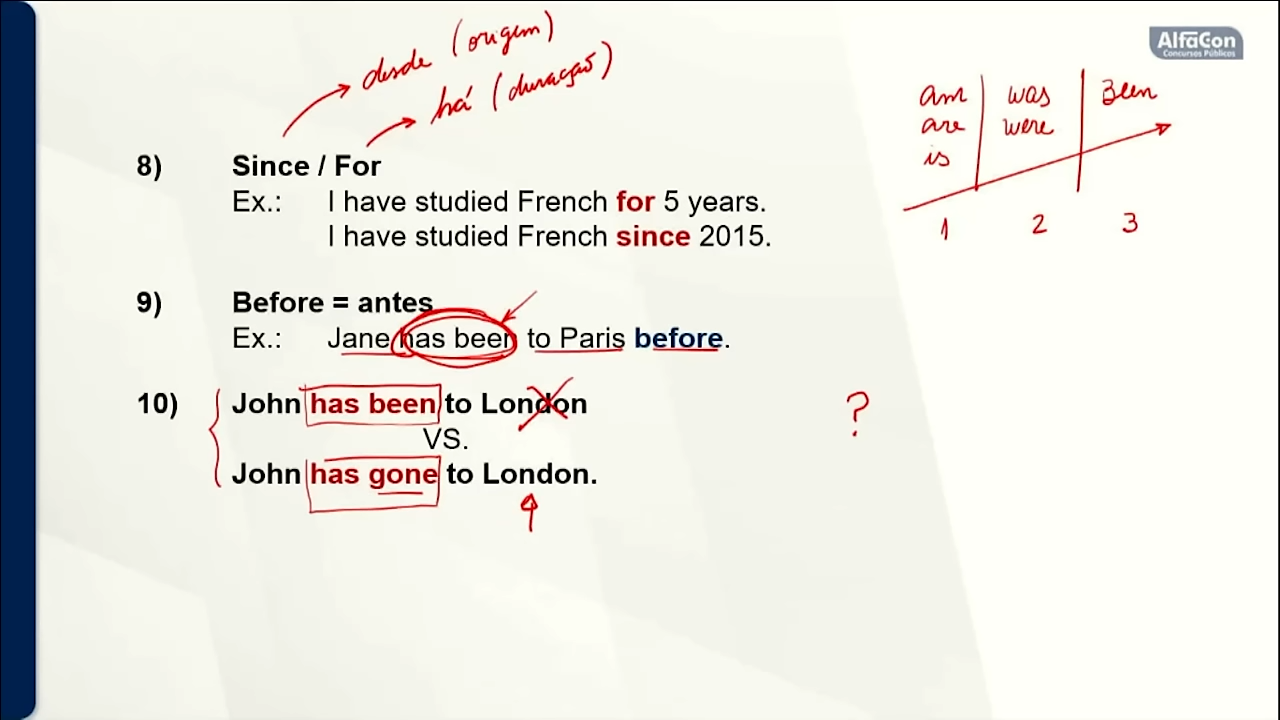 desde (origem)
há (duração)
AlfaCon
Concursos Públicos
am | was | Been
are | were
is
1 2 3
8) Since / For
Ex.: I have studied French for 5 years.
I have studied French since 2015.
9) Before = antes
Ex.: Jane has been to Paris before.
10) John has been to London
VS.
John has gone to London.
?